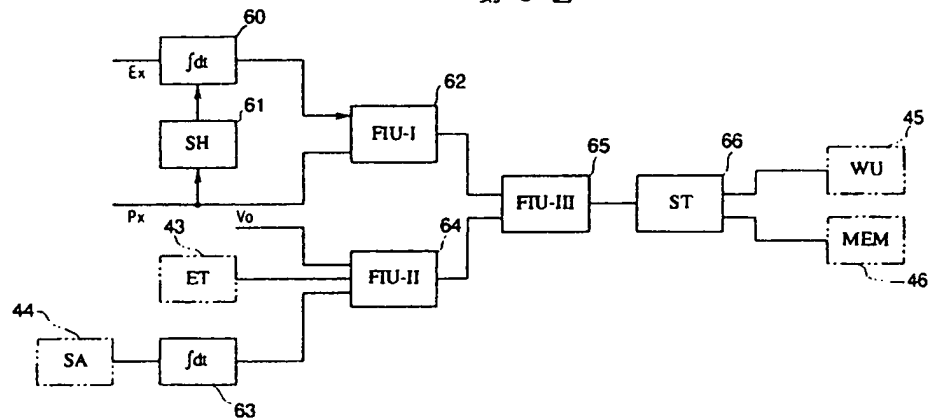 60
∫dt
Ex
61
SH
62
FIU-I
Px
Vo
43
ET
64
FIU-II
65
FIU-III
66
ST
45
WU
MEM
46
44
SA
∫dt
63